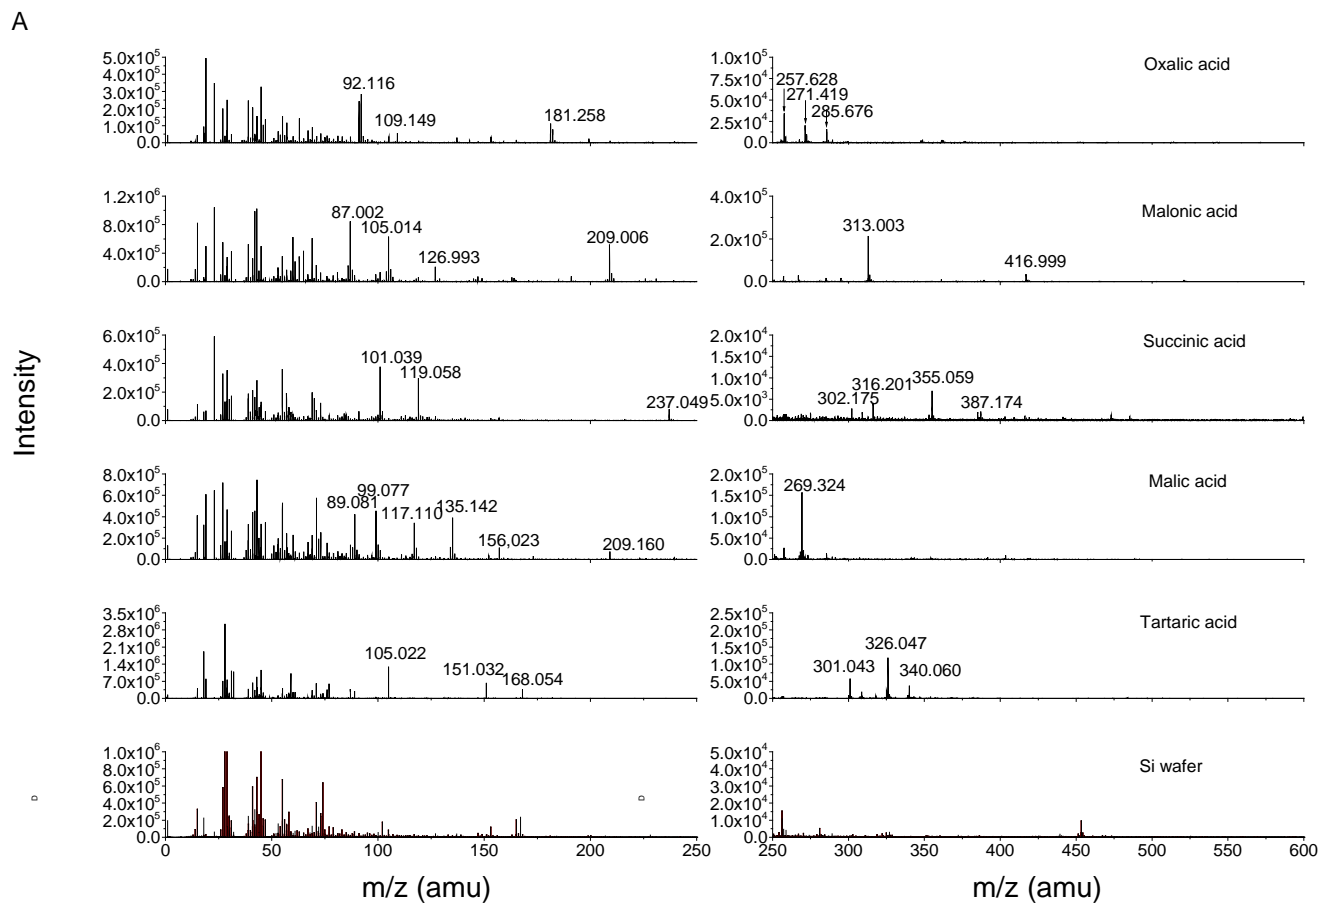 A
5.0x10⁵
4.0x10⁵
3.0x10⁵
2.0x10⁵
1.0x10⁵
0.0
92.116
109.149
181.258
1.0x10⁵
7.5x10⁴
5.0x10⁴
2.5x10⁴
0.0
257.628
271.419
285.676
Oxalic acid
1.2x10⁶
8.0x10⁵
4.0x10⁵
0.0
87.002
105.014
126.993
209.006
4.0x10⁵
2.0x10⁵
0.0
313.003
416.999
Malonic acid
6.0x10⁵
4.0x10⁵
2.0x10⁵
0.0
101.039
119.058
237.049
2.0x10⁴
1.5x10⁴
1.0x10⁴
5.0x10³
0.0
302.175
316.201
355.059
387.174
Succinic acid
Intensity
8.0x10⁵
6.0x10⁵
4.0x10⁵
2.0x10⁵
0.0
89.081
99.077
117.110
135.142
156,023
209.160
2.0x10⁵
1.5x10⁵
1.0x10⁵
5.0x10⁴
0.0
269.324
Malic acid
3.5x10⁶
2.8x10⁶
2.1x10⁶
1.4x10⁶
7.0x10⁵
0.0
105.022
151.032
168.054
2.5x10⁵
2.0x10⁵
1.5x10⁵
1.0x10⁵
5.0x10⁴
0.0
301.043
326.047
340.060
Tartaric acid
1.0x10⁶
8.0x10⁵
6.0x10⁵
4.0x10⁵
2.0x10⁵
0.0
5.0x10⁴
4.0x10⁴
3.0x10⁴
2.0x10⁴
1.0x10⁴
0.0
Si wafer
0 50 100 150 200 250
250 300 350 400 450 500 550 600
m/z (amu)
m/z (amu)